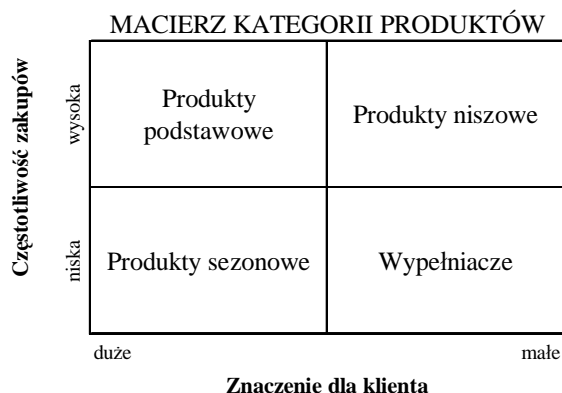 MACIERZ KATEGORII PRODUKTÓW
Częstotliwość zakupów
wysoka
niska
Produkty
podstawowe
Produkty niszowe
Produkty sezonowe
Wypełniacze
duże
małe
Znaczenie dla klienta